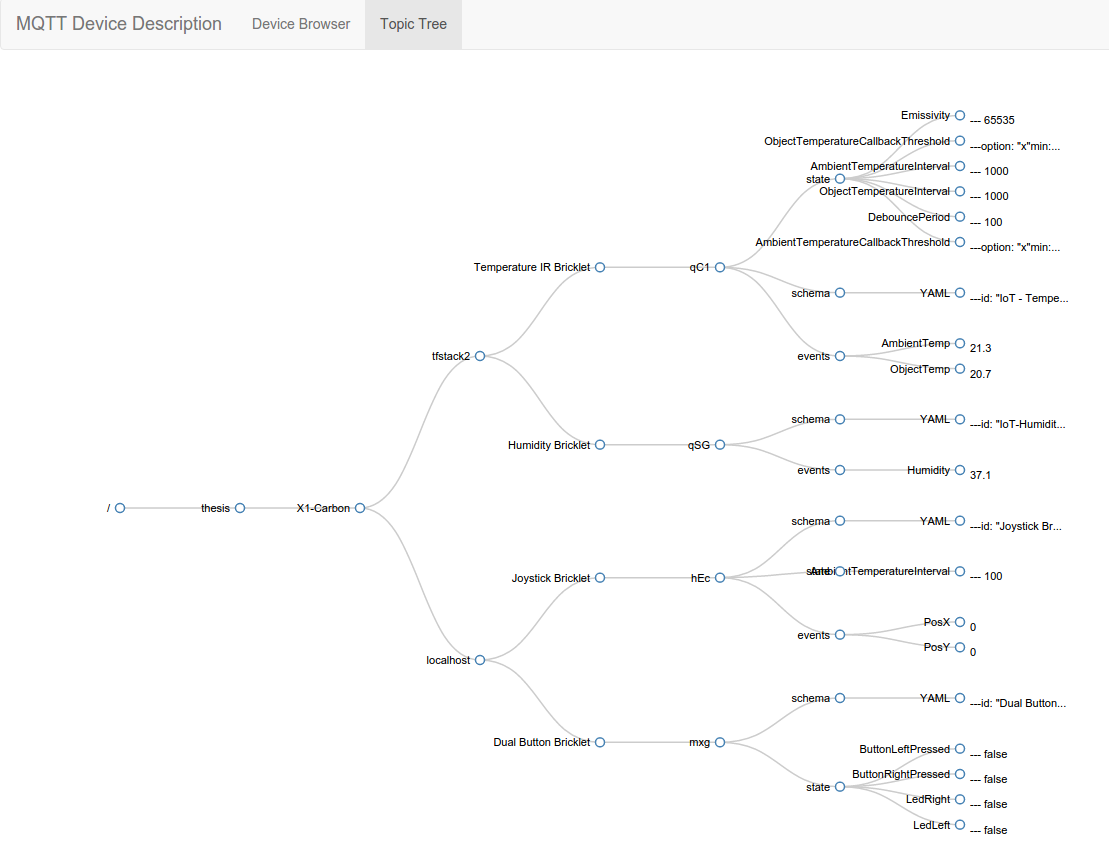 MQTT Device Description Device Browser Topic Tree
Emissivity --- 65535
ObjectTemperatureCallbackThreshold ---option: "x"min:...
AmbientTemperatureInterval --- 1000
state
ObjectTemperatureInterval --- 1000
DebouncePeriod --- 100
AmbientTemperatureCallbackThreshold ---option: "x"min:...
Temperature IR Bricklet qC1
schema YAML ---id: "IoT - Tempe...
AmbientTemp 21.3
tfstack2 events
ObjectTemp 20.7
schema YAML ---id: "IoT-Humidit...
Humidity Bricklet qSG
events Humidity 37.1
/ thesis X1-Carbon
schema YAML ---id: "Joystick Br...
state AmbientTemperatureInterval --- 100
Joystick Bricklet hEc
PosX 0
events
PosY 0
localhost
schema YAML ---id: "Dual Button...
Dual Button Bricklet mxg
ButtonLeftPressed --- false
ButtonRightPressed --- false
state
LedRight --- false
LedLeft --- false